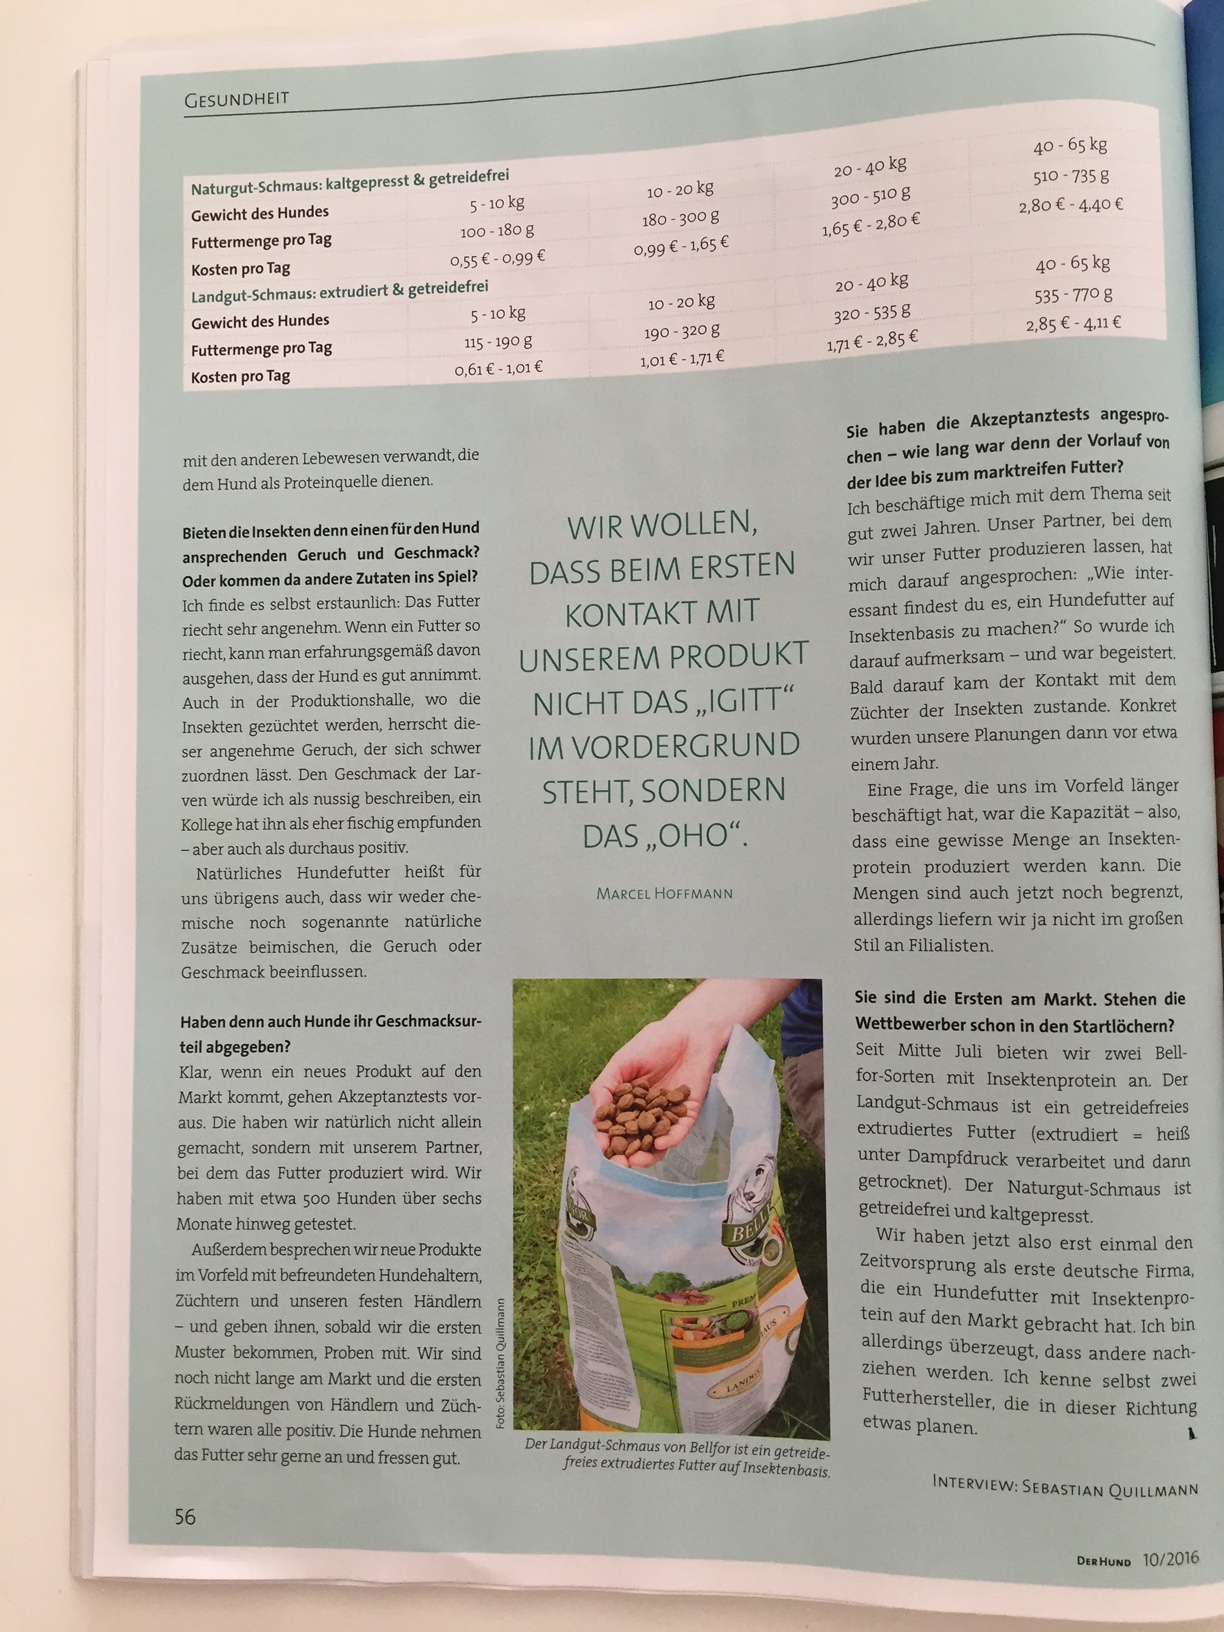 GESUNDHEIT
Naturgut-Schmaus: kaltgepresst & getreidefrei
Gewicht des Hundes 5 - 10 kg 10 - 20 kg 20 - 40 kg 40 - 65 kg
Futtermenge pro Tag 100 - 180 g 180 - 300 g 300 - 510 g 510 - 735 g
Kosten pro Tag 0,55 € - 0,99 € 0,99 € - 1,65 € 1,65 € - 2,80 € 2,80 € - 4,40 €
Landgut-Schmaus: extrudiert & getreidefrei
Gewicht des Hundes 5 - 10 kg 10 - 20 kg 20 - 40 kg 40 - 65 kg
Futtermenge pro Tag 115 - 190 g 190 - 320 g 320 - 535 g 535 - 770 g
Kosten pro Tag 0,61 € - 1,01 € 1,01 € - 1,71 € 1,71 € - 2,85 € 2,85 € - 4,11 €
mit den anderen Lebewesen verwandt, die
dem Hund als Proteinquelle dienen.
Bieten die Insekten denn einen für den Hund
ansprechenden Geruch und Geschmack?
Oder kommen da andere Zutaten ins Spiel?
Ich finde es selbst erstaunlich: Das Futter
riecht sehr angenehm. Wenn ein Futter so
riecht, kann man erfahrungsgemäß davon
ausgehen, dass der Hund es gut annimmt.
Auch in der Produktionshalle, wo die
Insekten gezüchtet werden, herrscht die-
ser angenehme Geruch, der sich schwer
zuordnen lässt. Den Geschmack der Lar-
ven würde ich als nussig beschreiben, ein
Kollege hat ihn als eher fischig empfunden
– aber auch als durchaus positiv.
Natürliches Hundefutter heißt für
uns übrigens auch, dass wir weder che-
mische noch sogenannte natürliche
Zusätze beimischen, die Geruch oder
Geschmack beeinflussen.
Haben denn auch Hunde ihr Geschmacksur-
teil abgegeben?
Klar, wenn ein neues Produkt auf den
Markt kommt, gehen Akzeptanztests vor-
aus. Die haben wir natürlich nicht allein
gemacht, sondern mit unserem Partner,
bei dem das Futter produziert wird. Wir
haben mit etwa 500 Hunden über sechs
Monate hinweg getestet.
Außerdem besprechen wir neue Produkte
im Vorfeld mit befreundeten Hundehaltern,
Züchtern und unseren festen Händlern
– und geben ihnen, sobald wir die ersten
Muster bekommen, Proben mit. Wir sind
noch nicht lange am Markt und die ersten
Rückmeldungen von Händlern und Züch-
tern waren alle positiv. Die Hunde nehmen
das Futter sehr gerne an und fressen gut.
WIR WOLLEN,
DASS BEIM ERSTEN
KONTAKT MIT
UNSEREM PRODUKT
NICHT DAS „IGITT“
IM VORDERGRUND
STEHT, SONDERN
DAS „OHO“.
MARCEL HOFFMANN
Foto: Sebastian Quillmann
BELL
PREM
LANDG
Der Landgut-Schmaus von Bellfor ist ein getreide-
freies extrudiertes Futter auf Insektenbasis.
Sie haben die Akzeptanztests angespro-
chen – wie lang war denn der Vorlauf von
der Idee bis zum marktreifen Futter?
Ich beschäftige mich mit dem Thema seit
gut zwei Jahren. Unser Partner, bei dem
wir unser Futter produzieren lassen, hat
mich darauf angesprochen: „Wie inter-
essant findest du es, ein Hundefutter auf
Insektenbasis zu machen?“ So wurde ich
darauf aufmerksam – und war begeistert.
Bald darauf kam der Kontakt mit dem
Züchter der Insekten zustande. Konkret
wurden unsere Planungen dann vor etwa
einem Jahr.
Eine Frage, die uns im Vorfeld länger
beschäftigt hat, war die Kapazität – also,
dass eine gewisse Menge an Insekten-
protein produziert werden kann. Die
Mengen sind auch jetzt noch begrenzt,
allerdings liefern wir ja nicht im großen
Stil an Filialisten.
Sie sind die Ersten am Markt. Stehen die
Wettbewerber schon in den Startlöchern?
Seit Mitte Juli bieten wir zwei Bell-
for-Sorten mit Insektenprotein an. Der
Landgut-Schmaus ist ein getreidefreies
extrudiertes Futter (extrudiert = heiß
unter Dampfdruck verarbeitet und dann
getrocknet). Der Naturgut-Schmaus ist
getreidefrei und kaltgepresst.
Wir haben jetzt also erst einmal den
Zeitvorsprung als erste deutsche Firma,
die ein Hundefutter mit Insektenpro-
tein auf den Markt gebracht hat. Ich bin
allerdings überzeugt, dass andere nach-
ziehen werden. Ich kenne selbst zwei
Futterhersteller, die in dieser Richtung
etwas planen.
INTERVIEW: SEBASTIAN QUILLMANN
56
DER HUND 10/2016